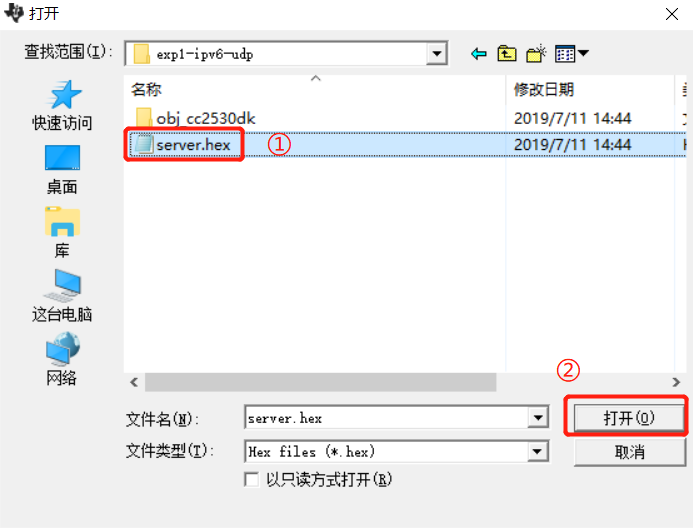 打开
查找范围(I):
exp1-ipv6-udp
名称
修改日期
obj_cc2530dk
2019/7/11 14:44
server.hex
①
2019/7/11 14:44
快速访问
桌面
库
这台电脑
网络
②
文件名(N):
server.hex
打开(O)
文件类型(T):
Hex files (*.hex)
取消
以只读方式打开(R)